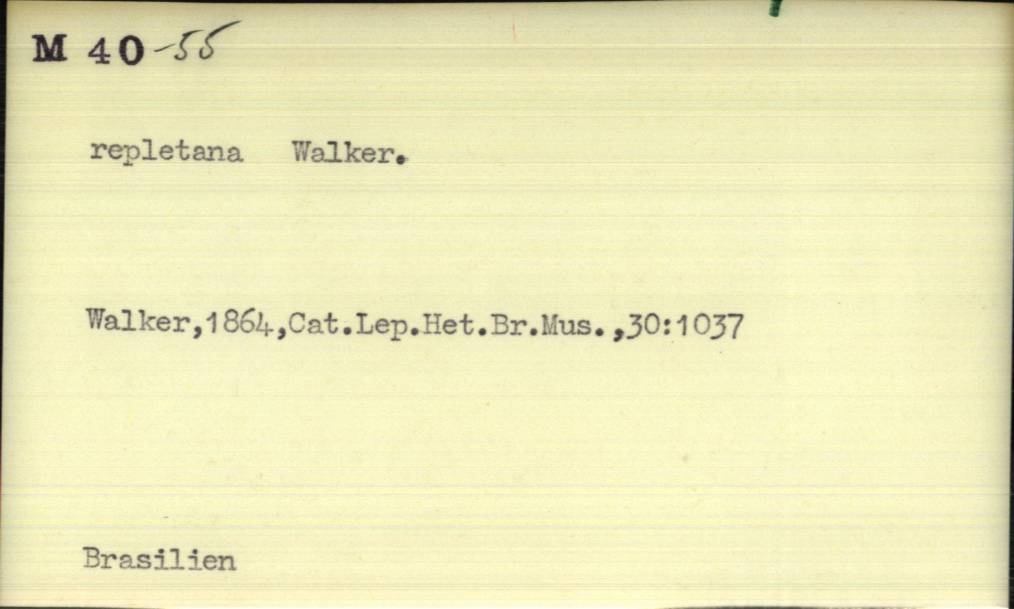 M 40-55
repletana Walker.
Walker,1864,Cat.Lep.Het.Br.Mus.,30:1037
Brasilien